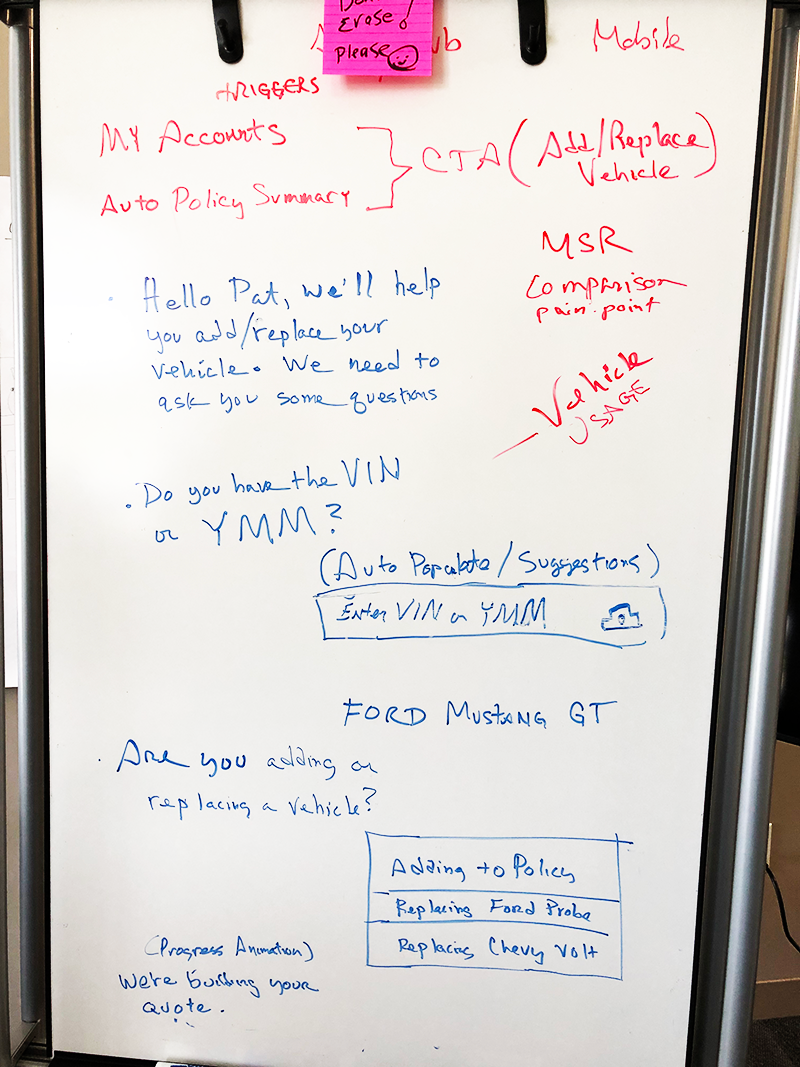 Erase!
please
Mobile
TRIGGERS
My Accounts
Auto Policy Summary
CTA (Add/Replace
Vehicle)
MSR
Comparison
pain point
Vehicle
USAGE
Hello Pat, we'll help
you add/replace your
vehicle. We need to
ask you some questions
Do you have the VIN
or YMM?
(Auto Populate/Suggestions)
Enter VIN or YMM
FORD MUSTANG GT
Are you adding or
replacing a vehicle?
Adding to Policy
Replacing Ford Probe
Replacing Chevy Volt
(Progress Animation)
We're building your
quote.